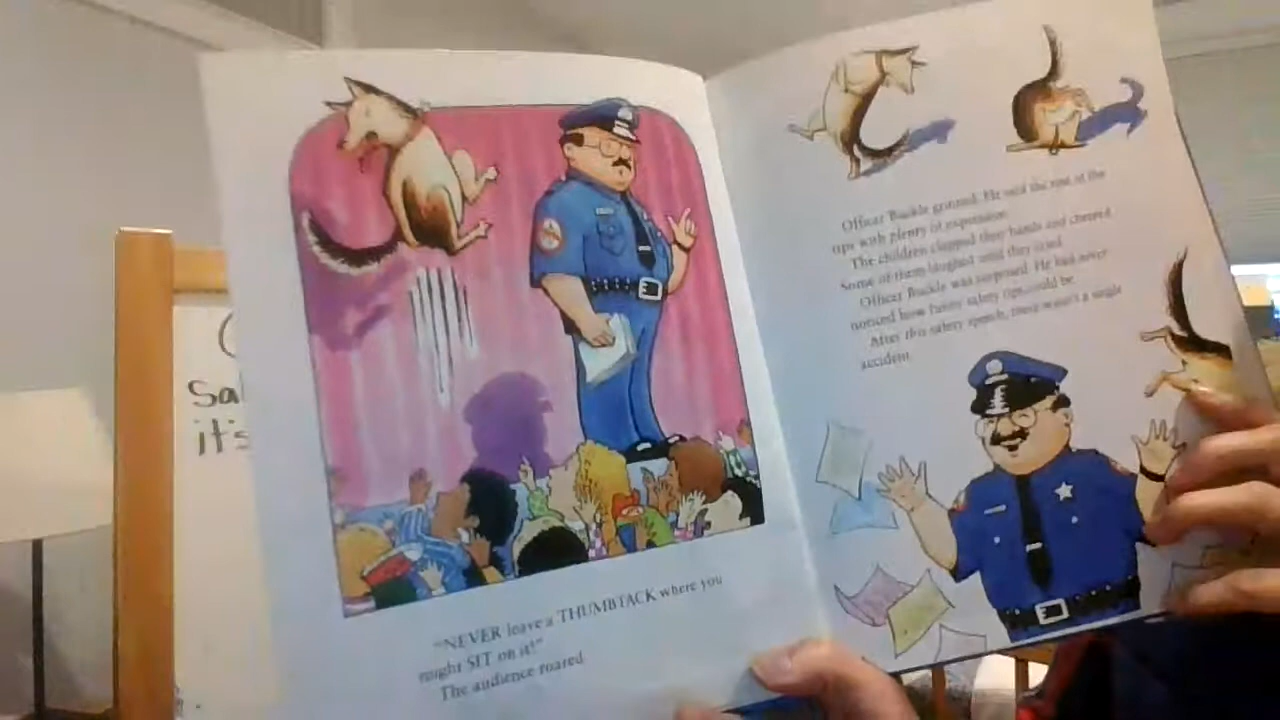 Sa
it's
"NEVER leave a THUMBTACK where you
might SIT on it!"
The audience roared.
Officer Buckle grinned. He said the rest of the
tips with plenty of expression.
The children clapped their hands and cheered.
Some of them laughed until they cried.
Officer Buckle was surprised. He had never
noticed how funny safety tips could be.
After this safety speech, there wasn't a single
accident.